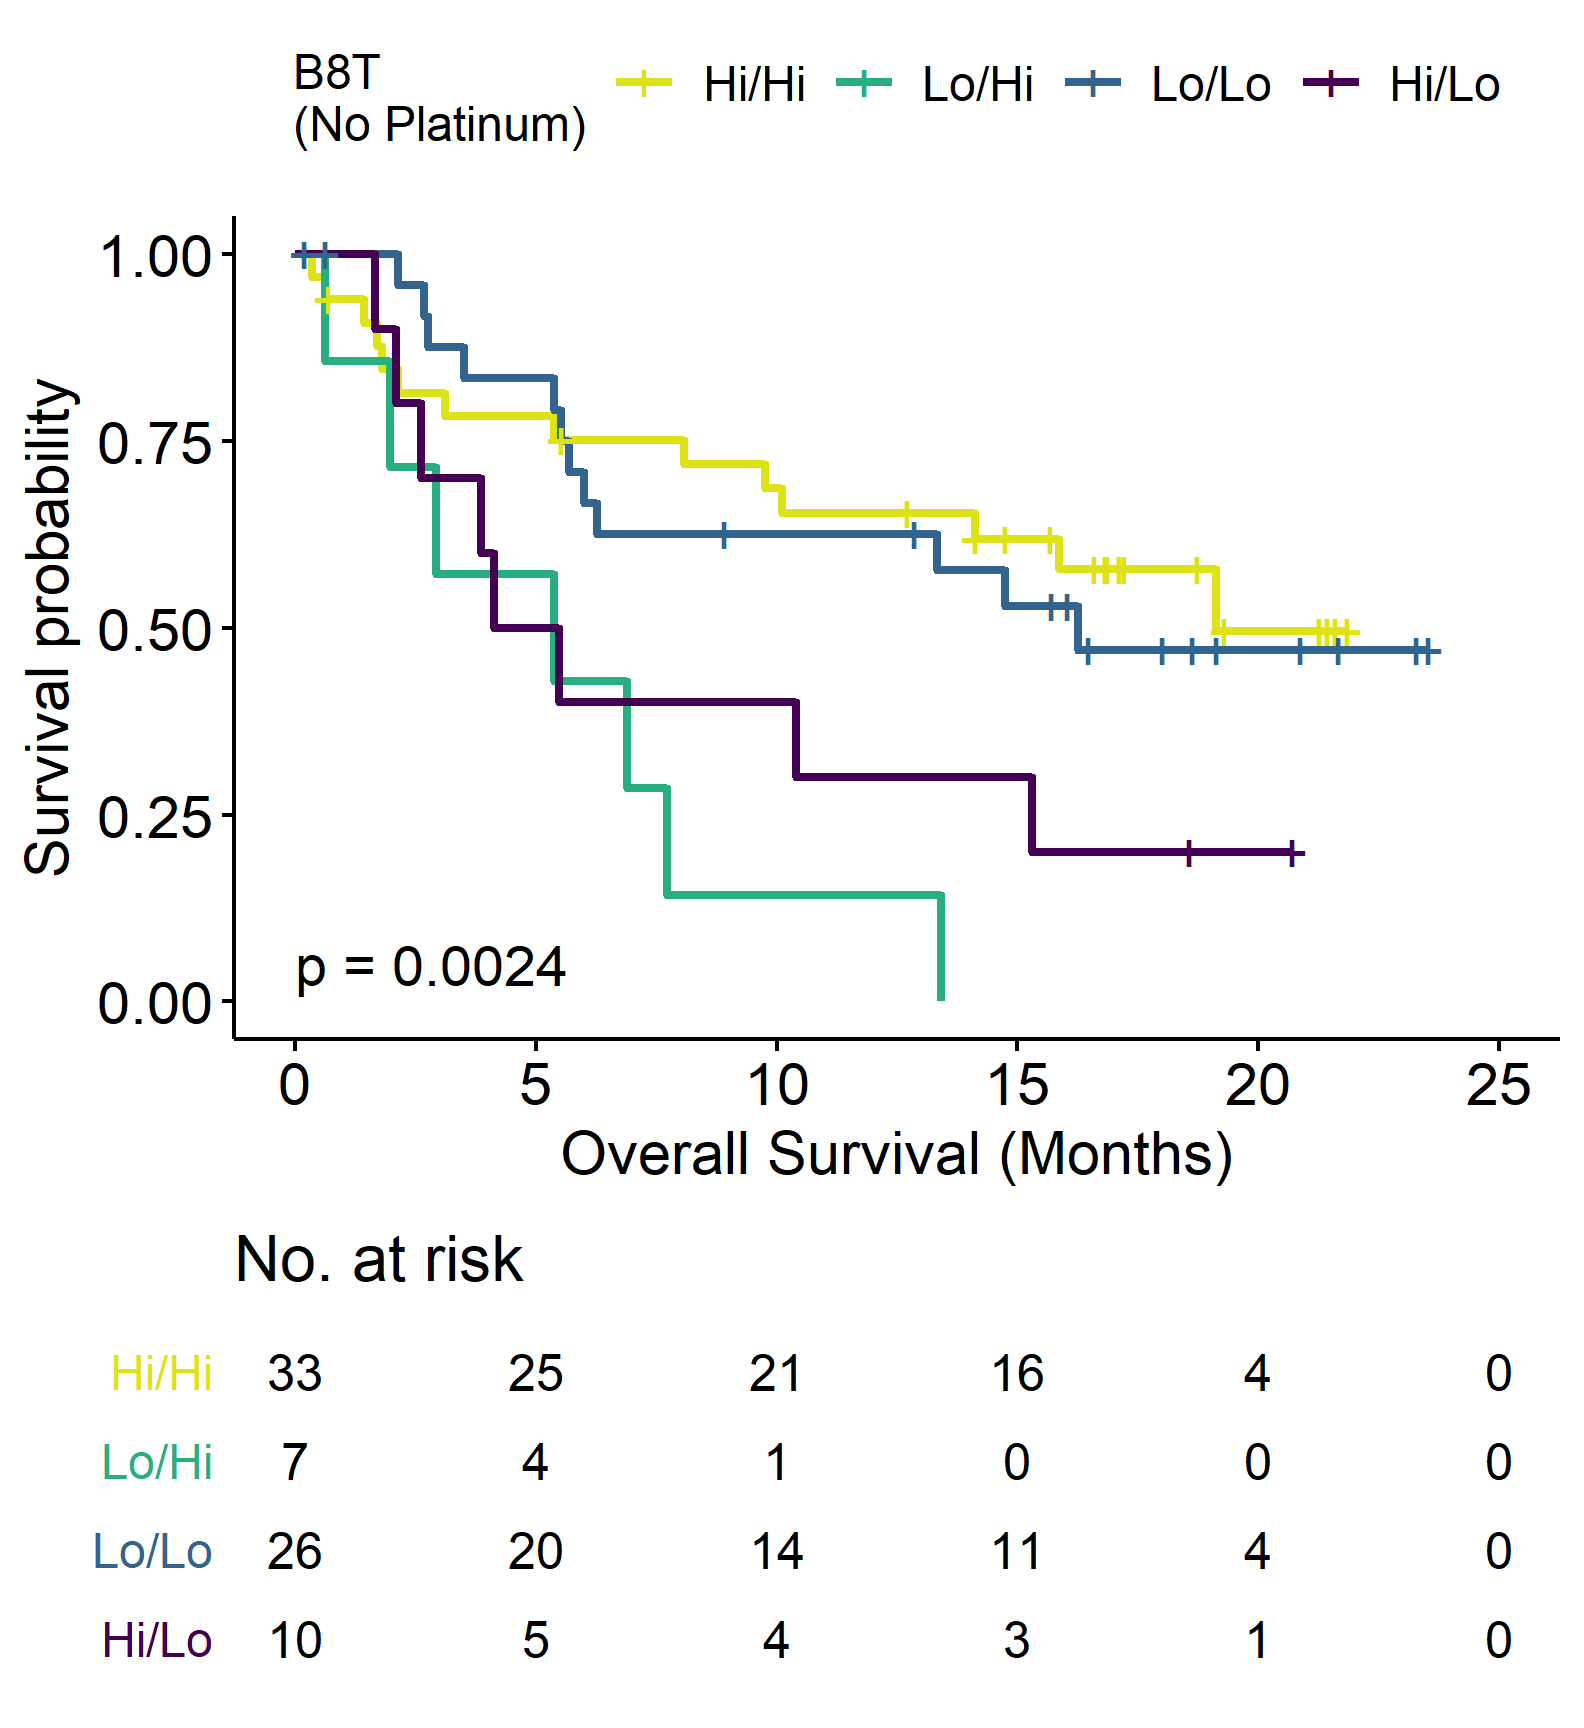 B8T
(No Platinum)
Hi/Hi Lo/Hi Lo/Lo Hi/Lo
Survival probability
1.00
0.75
0.50
0.25
0.00
p = 0.0024
0 5 10 15 20 25
Overall Survival (Months)
No. at risk
Hi/Hi 33 25 21 16 4 0
Lo/Hi 7 4 1 0 0 0
Lo/Lo 26 20 14 11 4 0
Hi/Lo 10 5 4 3 1 0